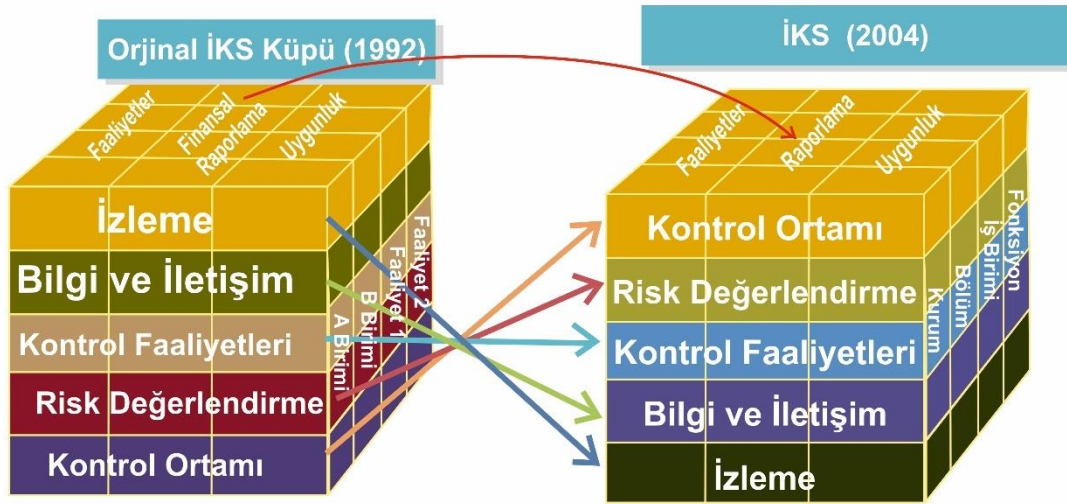 Orjinal İKS Küpü (1992)
Faaliyetler
Finansal
Raporlama
Uygunluk
İzleme
Bilgi ve İletişim
Kontrol Faaliyetleri
Risk Değerlendirme
Kontrol Ortamı
A Birimi
B Birimi
Faaliyet 1
Faaliyet 2
İKS (2004)
Faaliyetler
Raporlama
Uygunluk
Kontrol Ortamı
Risk Değerlendirme
Kontrol Faaliyetleri
Bilgi ve İletişim
İzleme
Kurum
Bölüm
İş Birimi
Fonksiyon